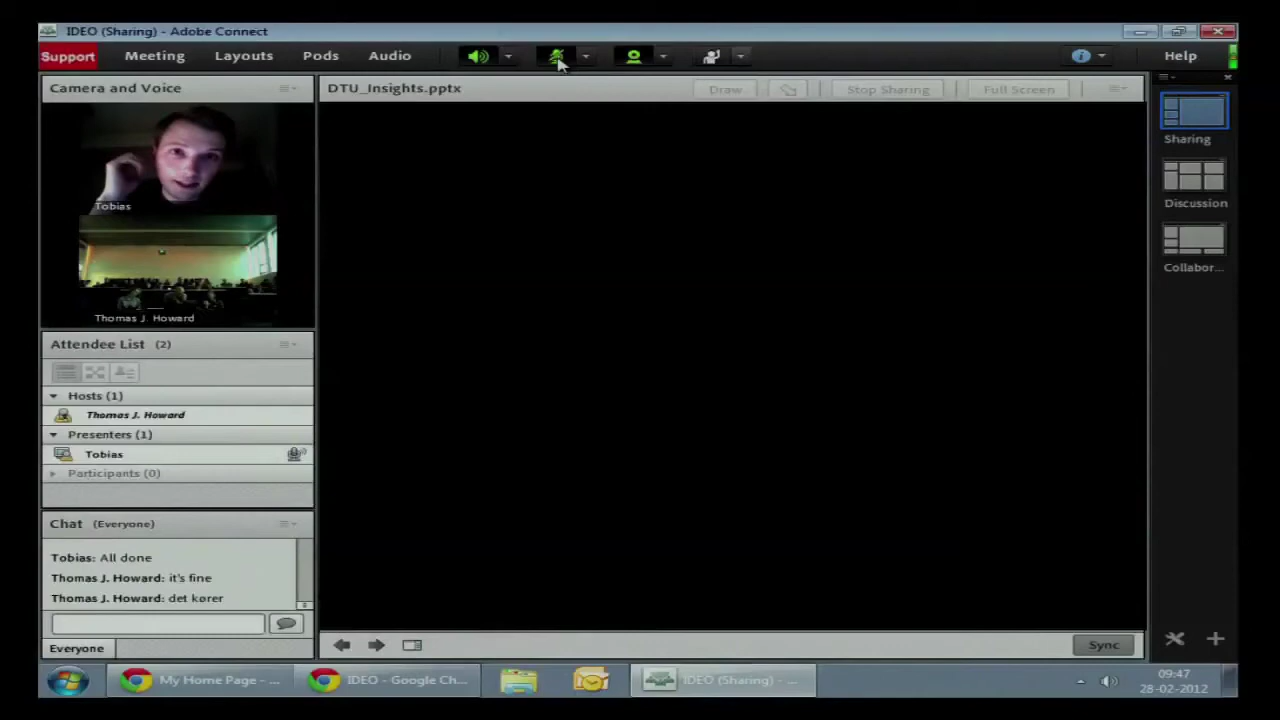 IDEO (Sharing) - Adobe Connect
Support Meeting Layouts Pods Audio Help
Camera and Voice
Tobias
Thomas J. Howard
Attendee List (2)
Hosts (1)
Thomas J. Howard
Presenters (1)
Tobias
Participants (0)
Chat (Everyone)
Tobias: All done
Thomas J. Howard: it's fine
Thomas J. Howard: det kører
Everyone
DTU_Insights.pptx
Draw
Stop Sharing
Full Screen
Sync
Sharing
Discussion
Collabor...
My Home Page - ...
IDEO - Google Ch...
IDEO (Sharing) - ...
09:47
28-02-2012